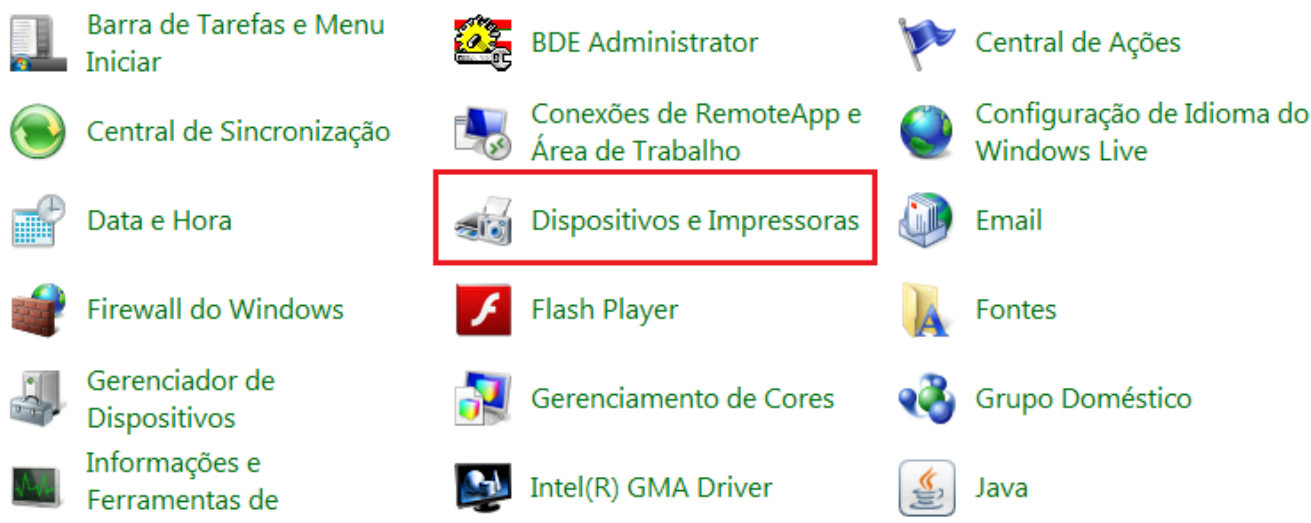 Barra de Tarefas e Menu
Iniciar
BDE Administrator
Central de Ações
Central de Sincronização
Conexões de RemoteApp e
Área de Trabalho
Configuração de Idioma do
Windows Live
Data e Hora
Dispositivos e Impressoras
Email
Firewall do Windows
Flash Player
Fontes
Gerenciador de
Dispositivos
Gerenciamento de Cores
Grupo Doméstico
Informações e
Ferramentas de
Intel(R) GMA Driver
Java